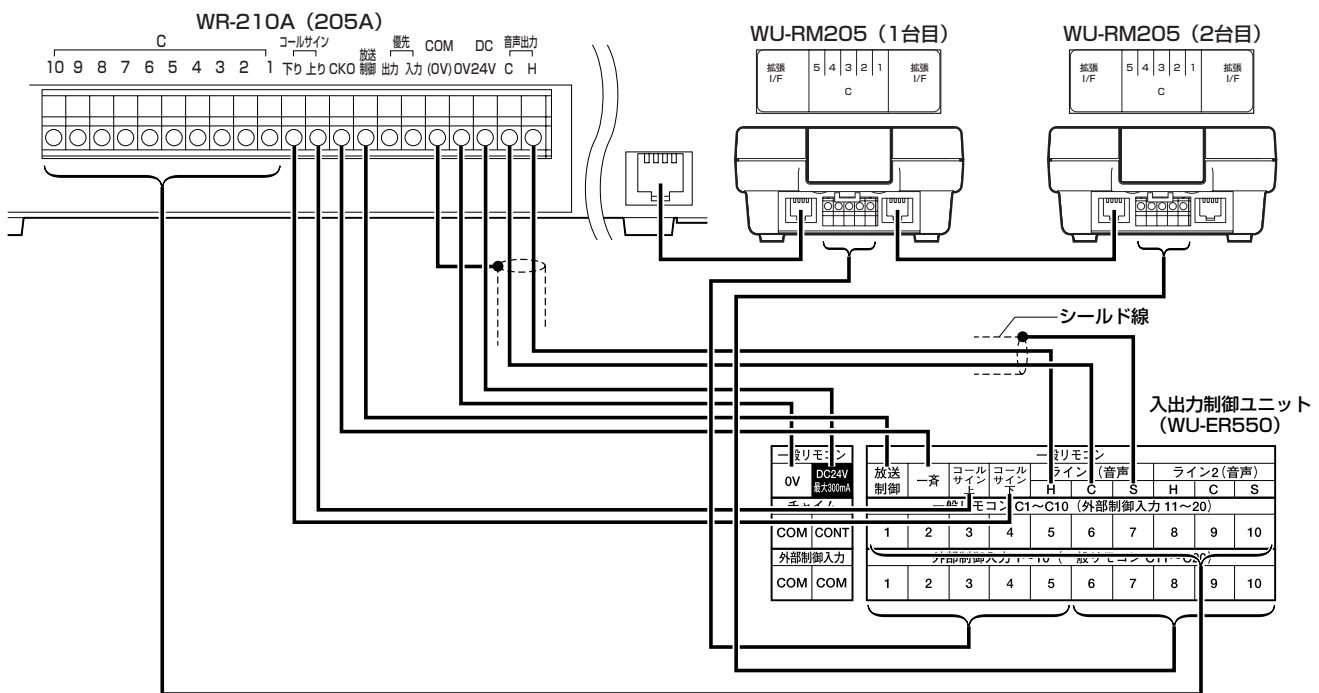 WR-210A（205A）
C
コールサイン
優先
COM
DC
音声出力
10 9 8 7 6 5 4 3 2 1 下り 上り CKO 放送制御 出力 入力 (0V) 0V 24V C H
WU-RM205（1台目）
拡張 I/F
5 4 3 2 1
C
拡張 I/F
WU-RM205（2台目）
拡張 I/F
5 4 3 2 1
C
拡張 I/F
シールド線
入出力制御ユニット
（WU-ER550）
一般リモコン
0V
DC24V
最大300mA
チャイム
COM CONT
外部制御入力
COM COM
一般リモコン
放送制御
一斉
コールサイン上
コールサイン下
ライン1（音声）
ライン2（音声）
H C S H C S
一般リモコン C1〜C10（外部制御入力 11〜20）
1 2 3 4 5 6 7 8 9 10
外部制御入力 1〜10（一般リモコン C11〜C20）
1 2 3 4 5 6 7 8 9 10